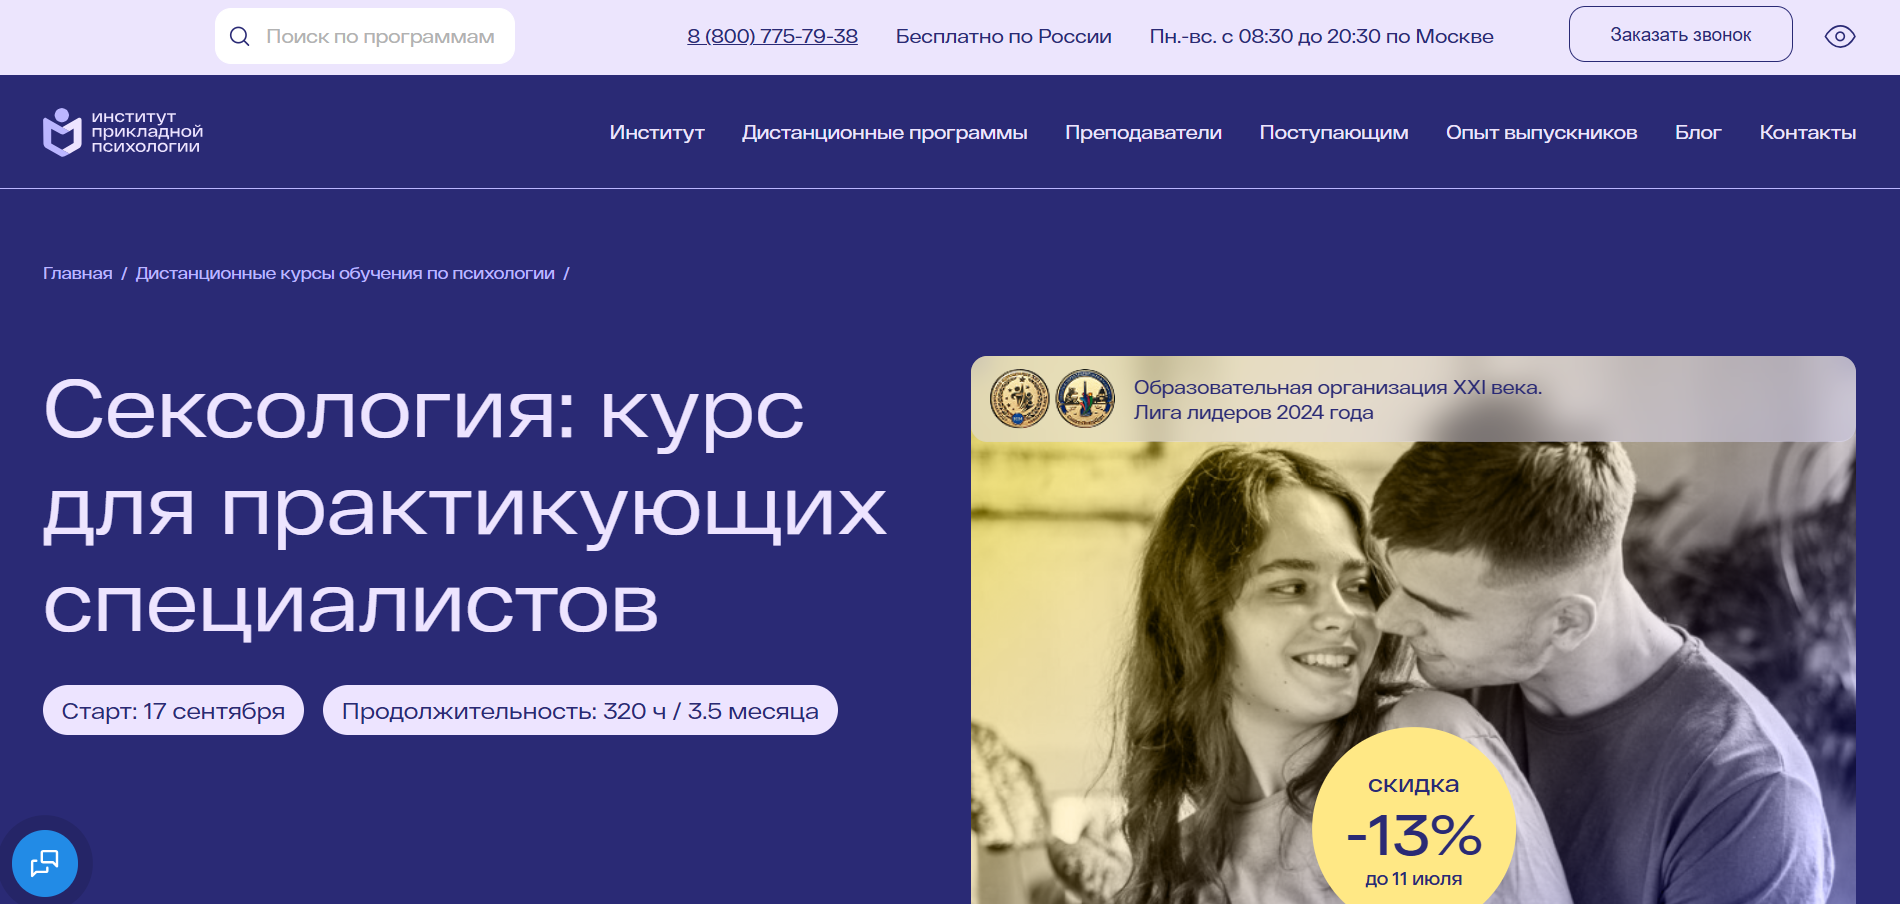 Поиск по программам
8 (800) 775-79-38
Бесплатно по России
Пн.-вс. с 08:30 до 20:30 по Москве
Заказать звонок
институт
прикладной
психологии
Институт
Дистанционные программы
Преподаватели
Поступающим
Опыт выпускников
Блог
Контакты
Главная / Дистанционные курсы обучения по психологии /
Сексология: курс
для практикующих
специалистов
Старт: 17 сентября
Продолжительность: 320 ч / 3.5 месяца
Образовательная организация XXI века.
Лига лидеров 2024 года
скидка
-13%
до 11 июля